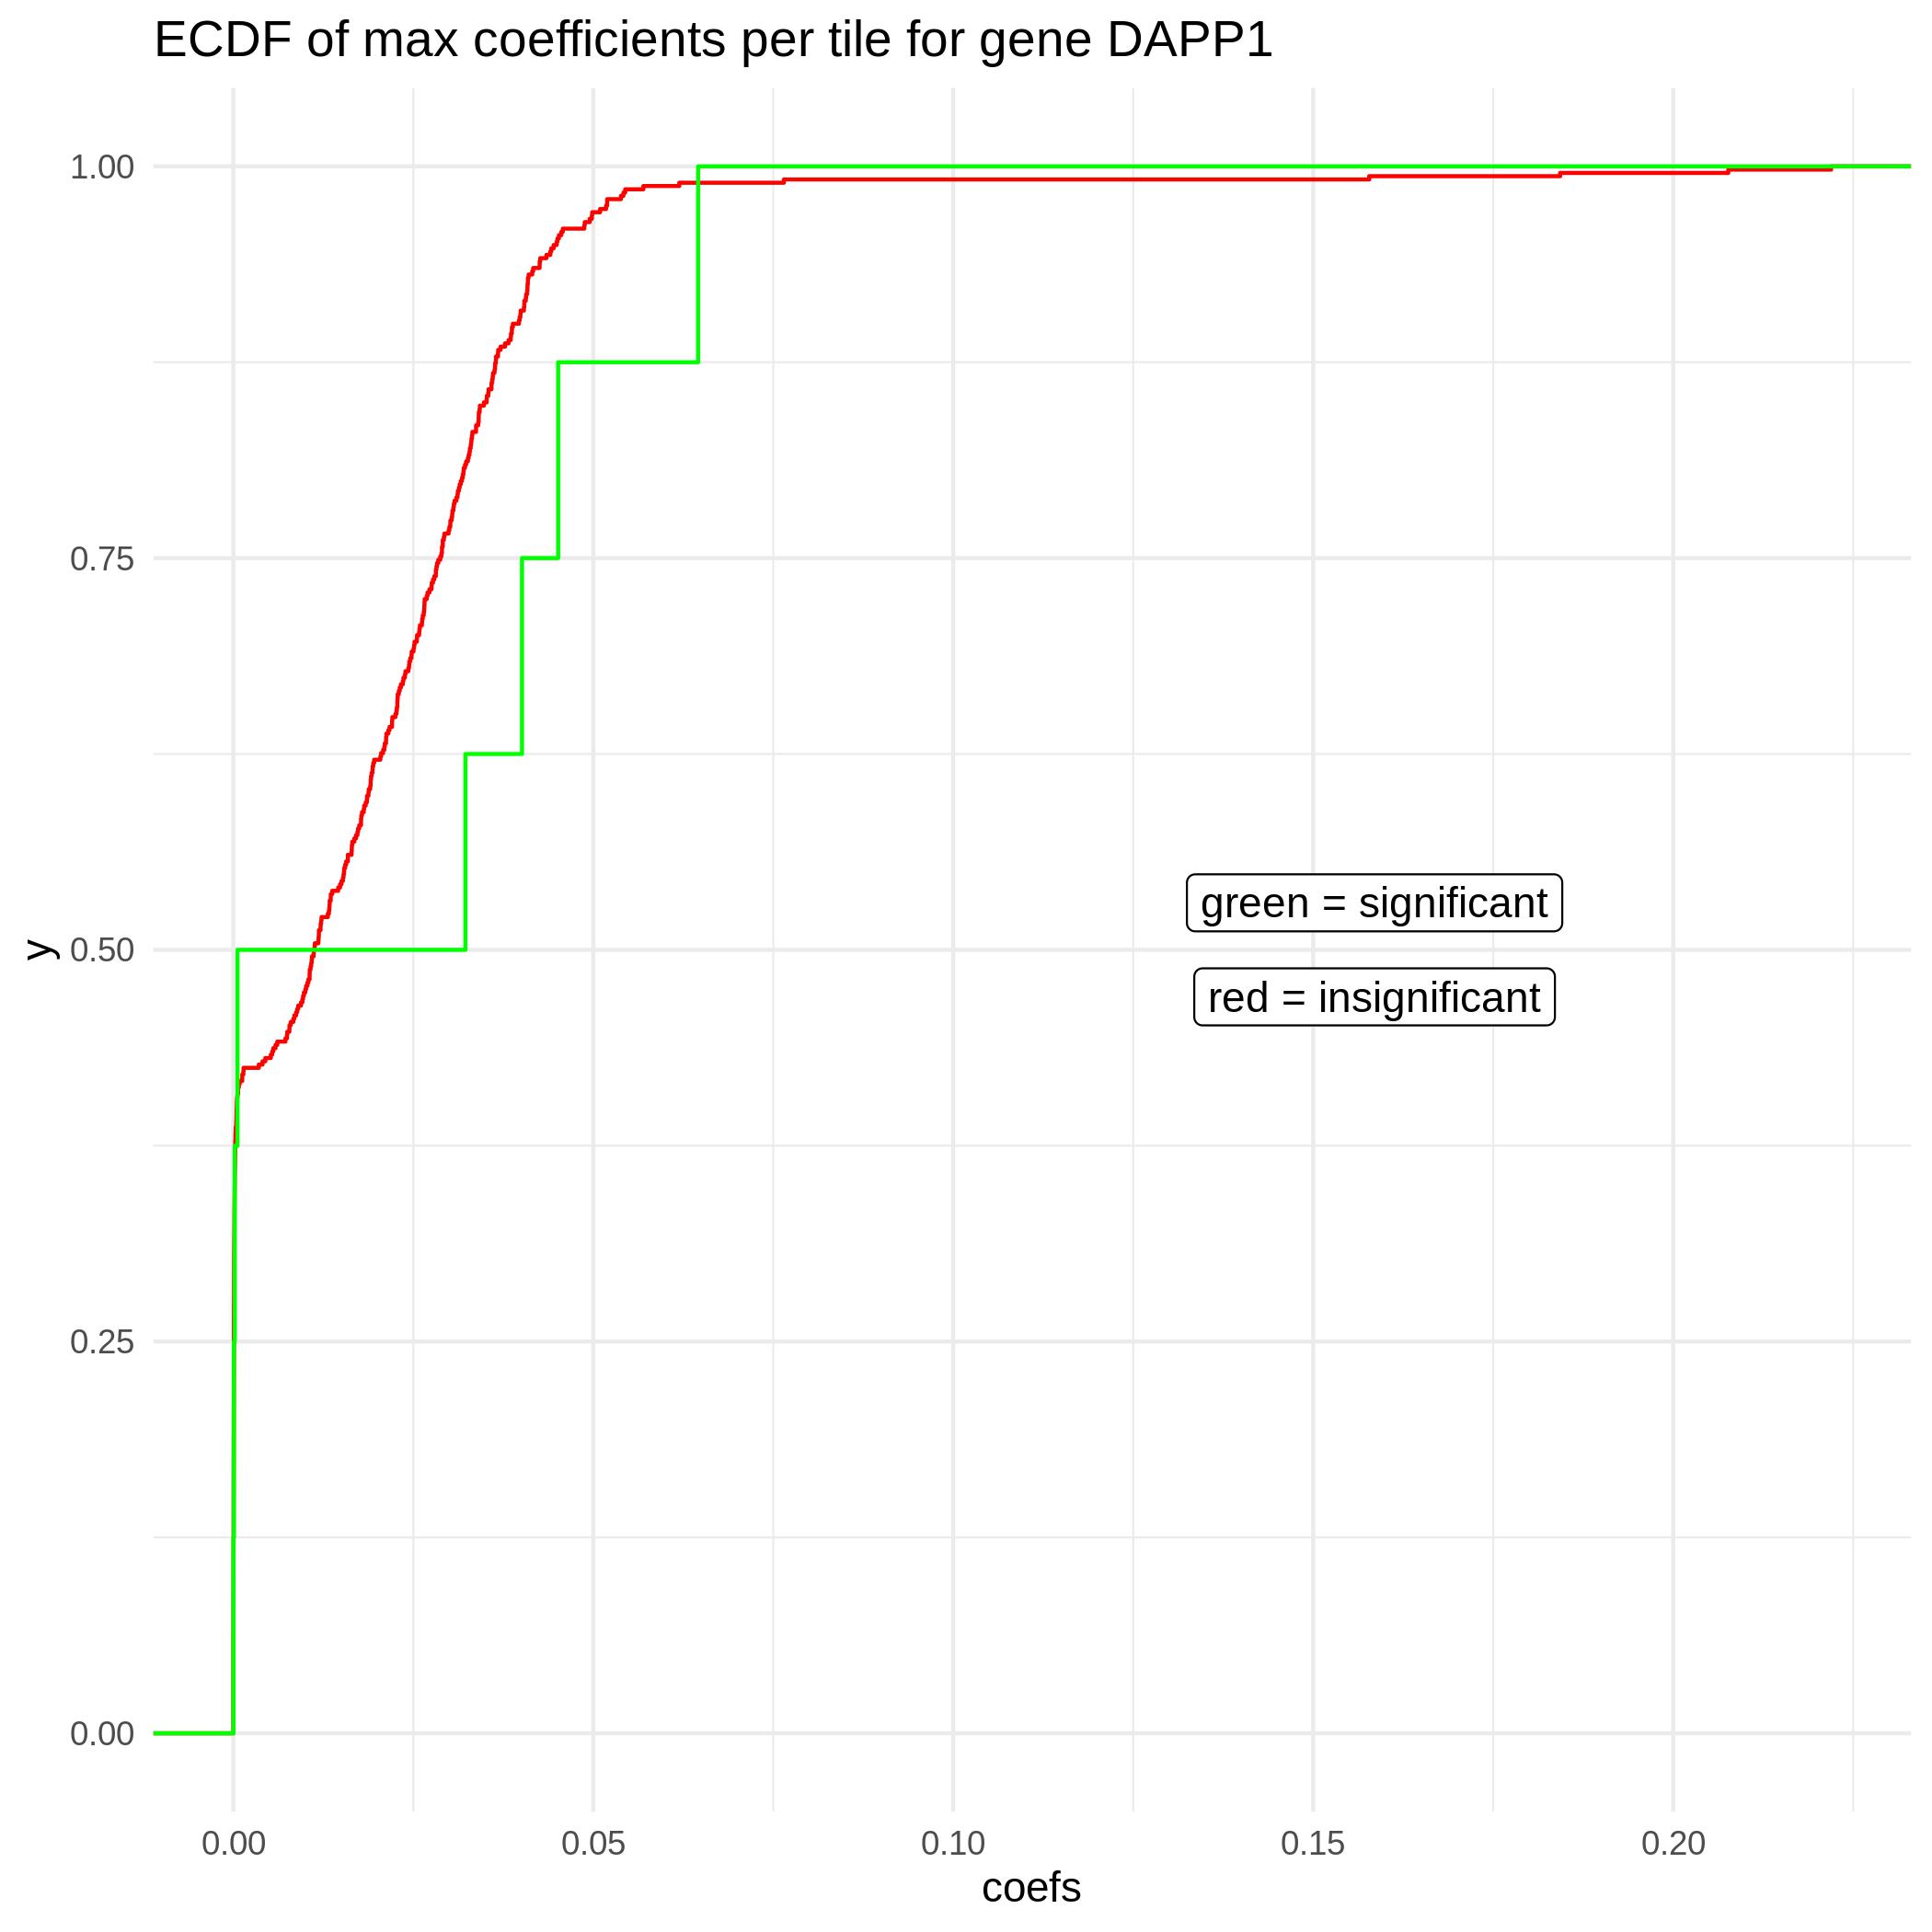 ECDF of max coefficients per tile for gene DAPP1
1.00
0.75
0.50
0.25
0.00
y
green = significant
red = insignificant
0.00
0.05
0.10
0.15
0.20
coefs